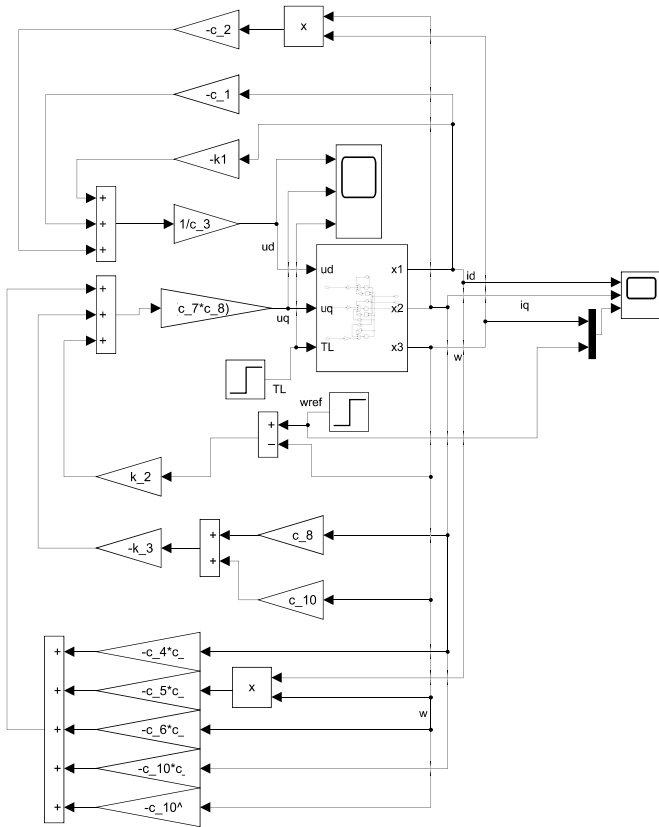 -c_2
x
-c_1
-k1
+
+
+
1/c_3
ud
ud
x1
id
+
+
+
c_7*c_8)
uq
uq
x2
iq
TL
x3
w
TL
wref
+
−
k_2
-k_3
+
+
c_8
c_10
+
-c_4*c_
+
-c_5*c_
x
+
-c_6*c_
w
+
-c_10*c_
+
-c_10^